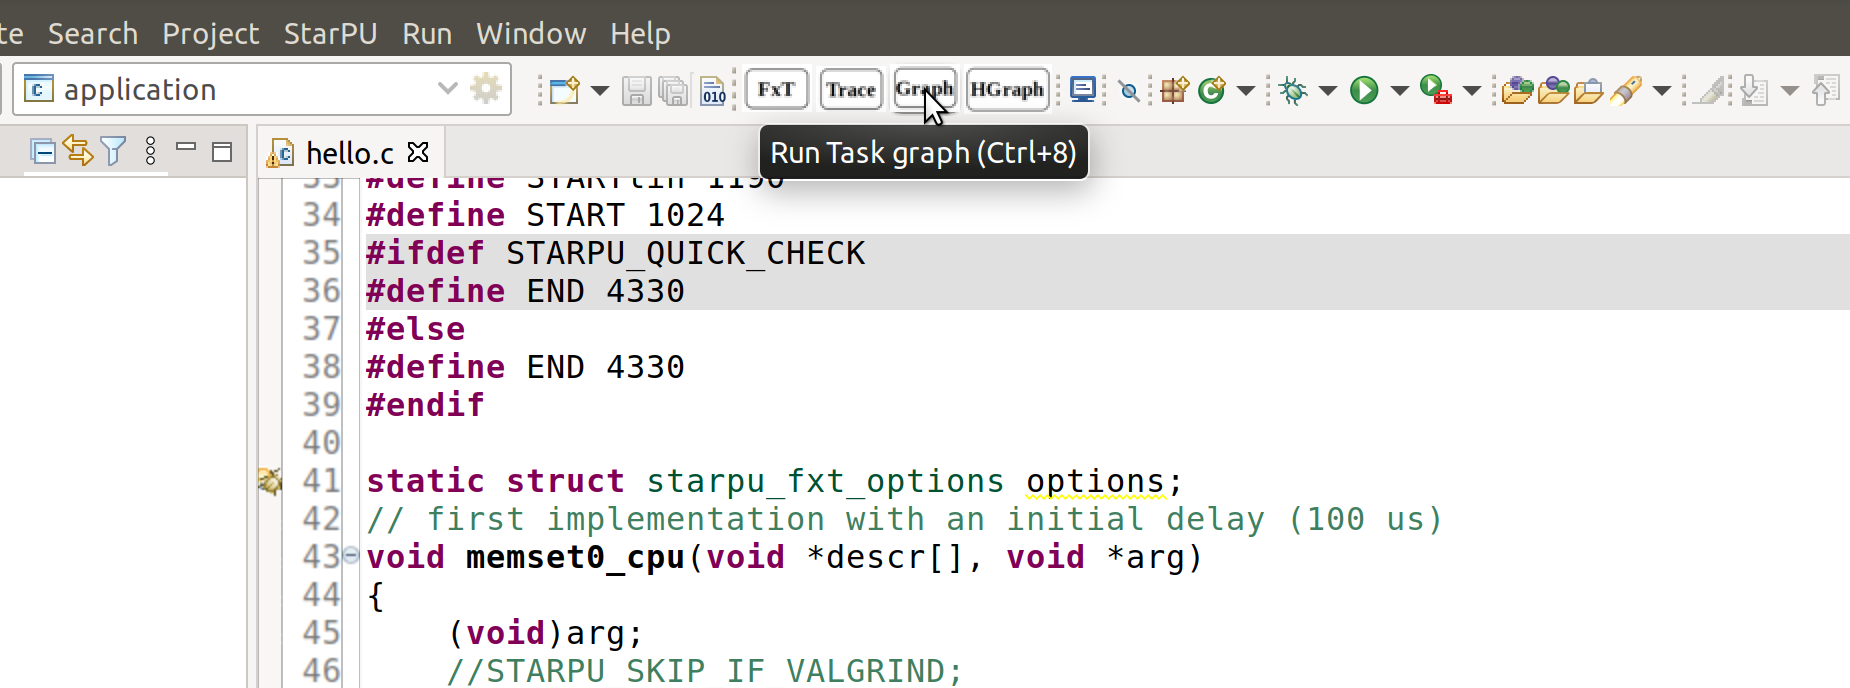 te Search Project StarPU Run Window Help
application 010 FxT Trace Graph HGraph
hello.c
Run Task graph (Ctrl+8)
34 #define START 1024
35 #ifdef STARPU_QUICK_CHECK
36 #define END 4330
37 #else
38 #define END 4330
39 #endif
40
41 static struct starpu_fxt_options options;
42 // first implementation with an initial delay (100 us)
43 void memset0_cpu(void *descr[], void *arg)
44 {
45     (void)arg;
46     //STARPU_SKIP_IF_VALGRIND;